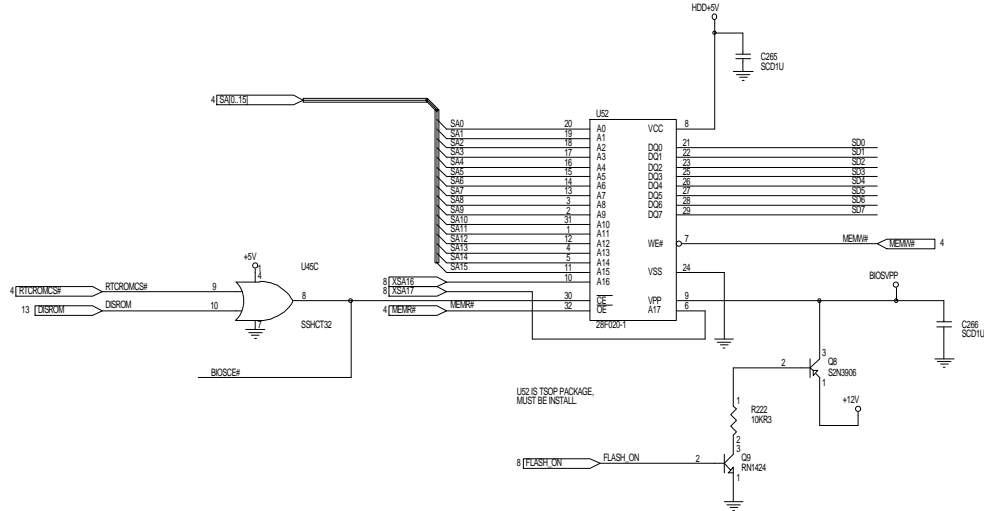 HDD+5V
C265
SCD1U
4 SA[0..15]
U52
SA0 20 A0 VCC 8
SA1 19 A1
SA2 18 A2 DQ0 21 SD0
SA3 17 A3 DQ1 22 SD1
SA4 16 A4 DQ2 23 SD2
SA5 15 A5 DQ3 25 SD3
SA6 14 A6 DQ4 26 SD4
SA7 13 A7 DQ5 27 SD5
SA8 3 A8 DQ6 28 SD6
SA9 2 A9 DQ7 29 SD7
SA10 31 A10
SA11 1 A11
SA12 12 A12 WE# 7 MEMW# MEMW# 4
SA13 4 A13
SA14 5 A14
SA15 11 A15 VSS 24
8 XSA16 10 A16
8 XSA17
30 CE VPP 9 BIOSVPP
4 MEMR# MEMR# 32 OE A17 6
28F020-1
+5V
14
U45C
4 RTCROMCS# RTCROMCS# 9
8
13 DISROM DISROM 10
SSHCT32
7
BIOSCE#
C266
SCD1U
3
2
Q8
S2N3906
1
+12V
U52 IS TSOP PACKAGE,
MUST BE INSTALL
1
R222
10KR3
2
3
8 FLASH_ON FLASH_ON 2
Q9
RN1424
1